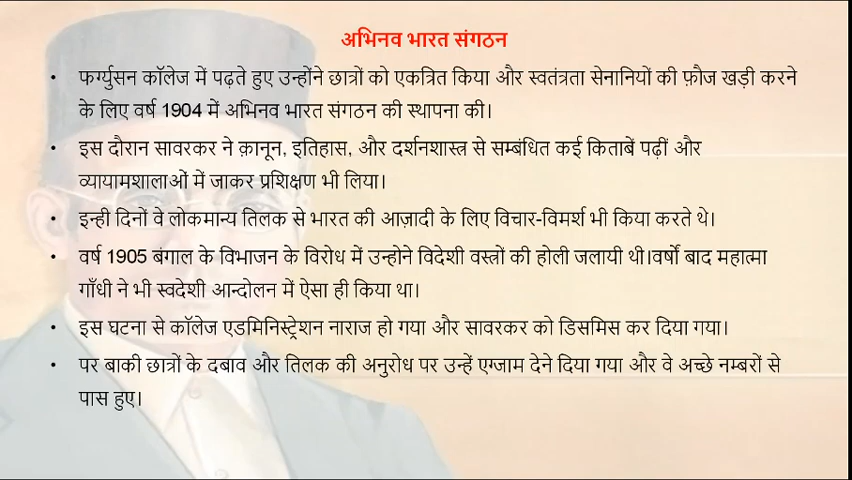 अभिनव भारत संगठन
• फर्ग्युसन कॉलेज में पढ़ते हुए उन्होंने छात्रों को एकत्रित किया और स्वतंत्रता सेनानियों की फ़ौज खड़ी करने
के लिए वर्ष 1904 में अभिनव भारत संगठन की स्थापना की।
• इस दौरान सावरकर ने क़ानून, इतिहास, और दर्शनशास्त्र से सम्बंधित कई किताबें पढ़ीं और
व्यायामशालाओं में जाकर प्रशिक्षण भी लिया।
• इन्ही दिनों वे लोकमान्य तिलक से भारत की आज़ादी के लिए विचार-विमर्श भी किया करते थे।
• वर्ष 1905 बंगाल के विभाजन के विरोध में उन्होने विदेशी वस्त्रों की होली जलायी थी।वर्षों बाद महात्मा
गाँधी ने भी स्वदेशी आन्दोलन में ऐसा ही किया था।
• इस घटना से कॉलेज एडमिनिस्ट्रेशन नाराज हो गया और सावरकर को डिसमिस कर दिया गया।
• पर बाकी छात्रों के दबाव और तिलक की अनुरोध पर उन्हें एग्जाम देने दिया गया और वे अच्छे नम्बरों से
पास हुए।